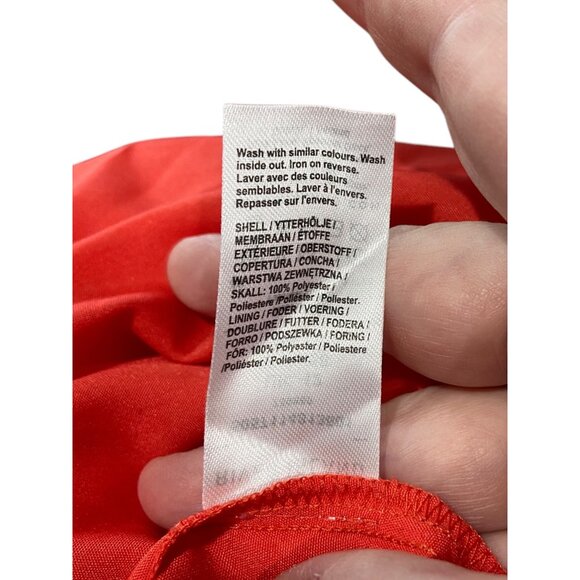 Wash with similar colours. Wash
inside out. Iron on reverse.
Laver avec des couleurs
semblables. Laver à l'envers.
Repasser sur l'envers.
SHELL / YTTERHÖLJE /
MEMBRAAN / ÉTOFFE
EXTÉRIEURE / OBERSTOFF /
COPERTURA / CONCHA /
WARSTWA ZEWNĘTRZNA /
SKALL: 100% Polyester /
Poliestere /Poliéster / Poliester.
LINING / FODER / VOERING /
DOUBLURE / FUTTER / FODERA /
FORRO / PODSZEWKA / FORING /
FÔR: 100% Polyester / Poliestere
/Poliéster / Poliester.